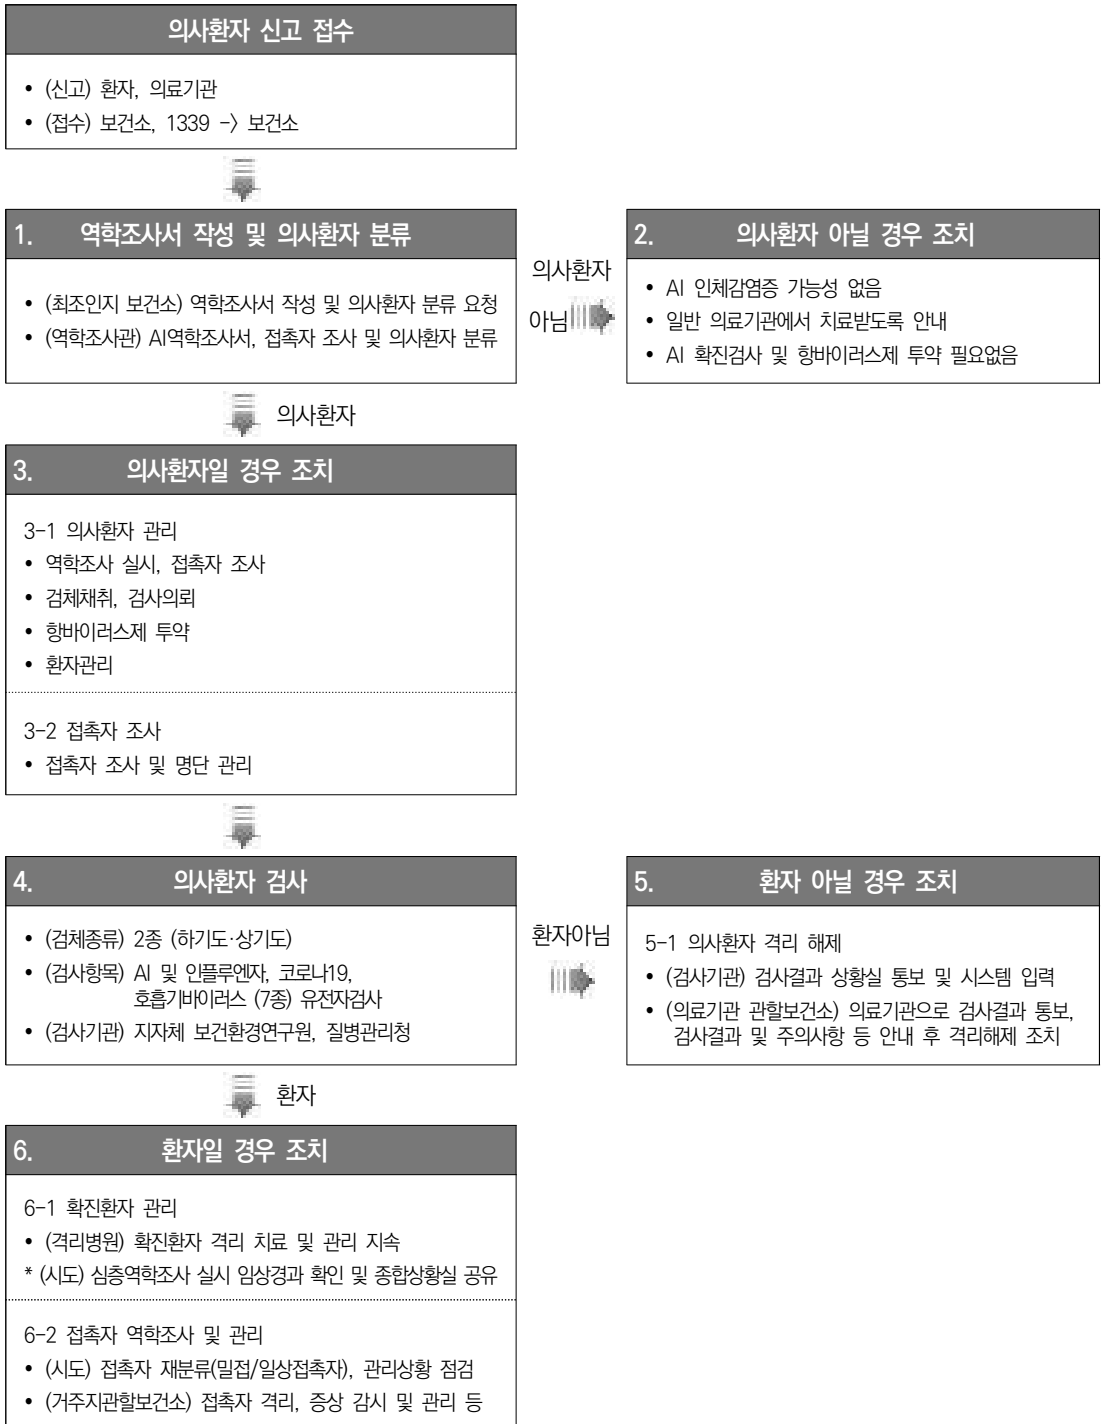 의사환자 신고 접수
• (신고) 환자, 의료기관
• (접수) 보건소, 1339 -> 보건소
1. 역학조사서 작성 및 의사환자 분류
• (최조인지 보건소) 역학조사서 작성 및 의사환자 분류 요청
• (역학조사관) AI역학조사서, 접촉자 조사 및 의사환자 분류
의사환자
아님
2. 의사환자 아닐 경우 조치
• AI 인체감염증 가능성 없음
• 일반 의료기관에서 치료받도록 안내
• AI 확진검사 및 항바이러스제 투약 필요없음
의사환자
3. 의사환자일 경우 조치
3-1 의사환자 관리
• 역학조사 실시, 접촉자 조사
• 검체채취, 검사의뢰
• 항바이러스제 투약
• 환자관리
3-2 접촉자 조사
• 접촉자 조사 및 명단 관리
4. 의사환자 검사
• (검체종류) 2종 (하기도·상기도)
• (검사항목) AI 및 인플루엔자, 코로나19,
호흡기바이러스 (7종) 유전자검사
• (검사기관) 지자체 보건환경연구원, 질병관리청
환자아님
5. 환자 아닐 경우 조치
5-1 의사환자 격리 해제
• (검사기관) 검사결과 상황실 통보 및 시스템 입력
• (의료기관 관할보건소) 의료기관으로 검사결과 통보,
검사결과 및 주의사항 등 안내 후 격리해제 조치
환자
6. 환자일 경우 조치
6-1 확진환자 관리
• (격리병원) 확진환자 격리 치료 및 관리 지속
* (시도) 심층역학조사 실시 임상경과 확인 및 종합상황실 공유
6-2 접촉자 역학조사 및 관리
• (시도) 접촉자 재분류(밀접/일상접촉자), 관리상황 점검
• (거주지관할보건소) 접촉자 격리, 증상 감시 및 관리 등